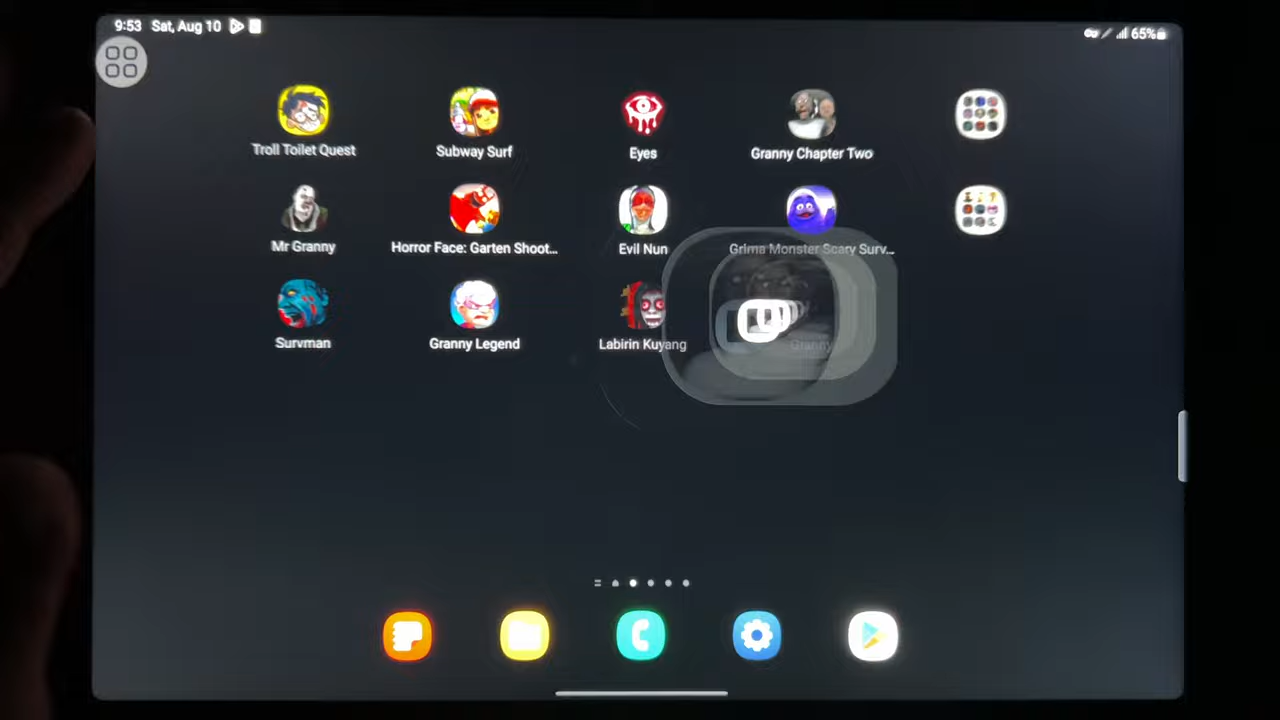 9:53 Sat, Aug 10
65%
Troll Toilet Quest
Subway Surf
Eyes
Granny Chapter Two
Mr Granny
Horror Face: Garten Shoot...
Evil Nun
Grima Monster Scary Surv...
Survman
Granny Legend
Labirin Kuyang
Granny